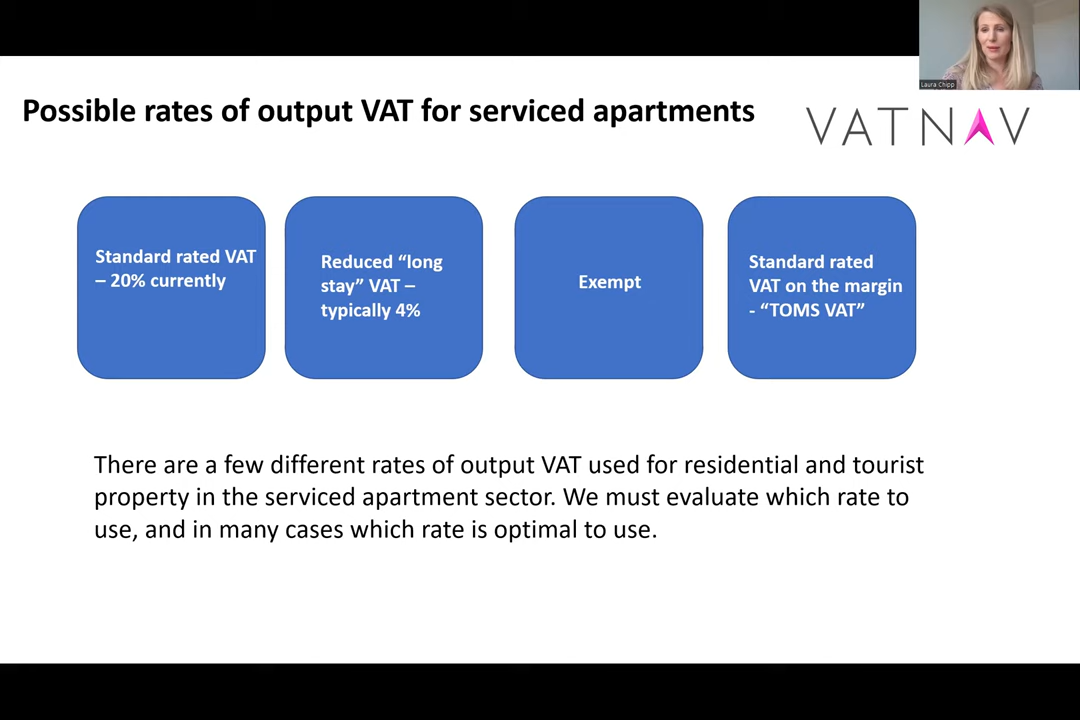 Laura Chipp
Possible rates of output VAT for serviced apartments
VATNAV
Standard rated VAT
– 20% currently
Reduced “long
stay” VAT –
typically 4%
Exempt
Standard rated
VAT on the margin
- “TOMS VAT”
There are a few different rates of output VAT used for residential and tourist
property in the serviced apartment sector. We must evaluate which rate to
use, and in many cases which rate is optimal to use.